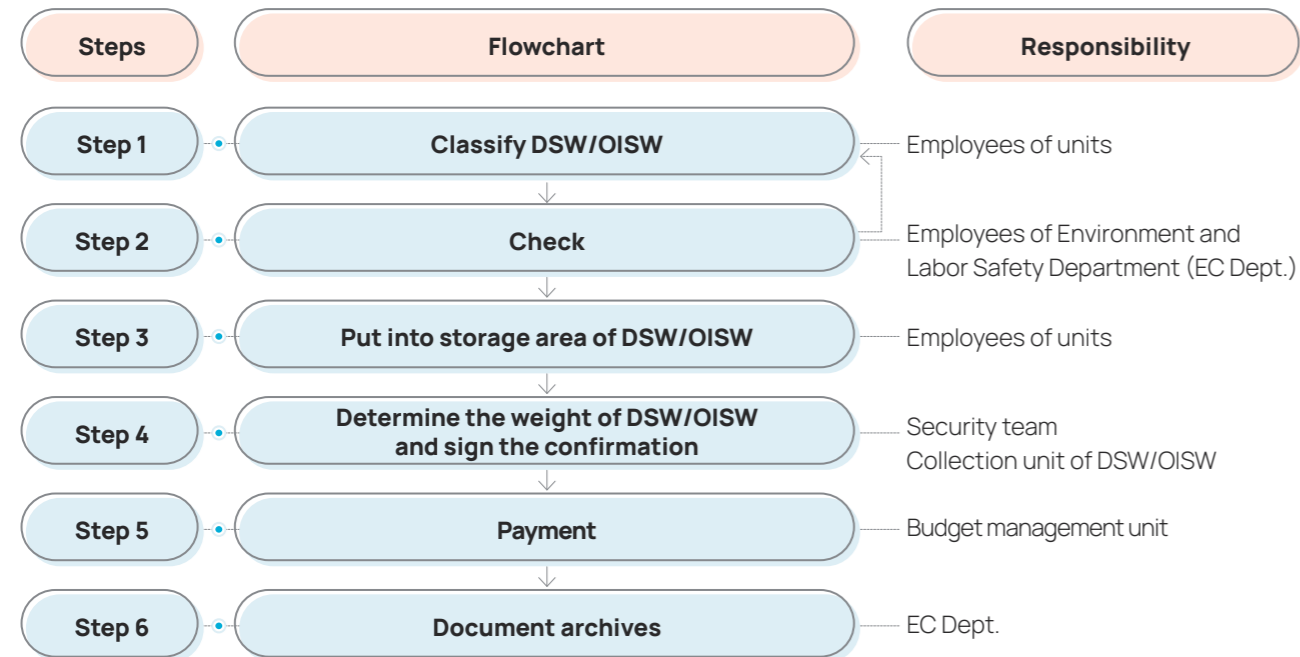 Steps
Flowchart
Responsibility
Step 1
Classify DSW/OISW
Employees of units
Step 2
Check
Employees of Environment and
Labor Safety Department (EC Dept.)
Step 3
Put into storage area of DSW/OISW
Employees of units
Step 4
Determine the weight of DSW/OISW
and sign the confirmation
Security team
Collection unit of DSW/OISW
Step 5
Payment
Budget management unit
Step 6
Document archives
EC Dept.